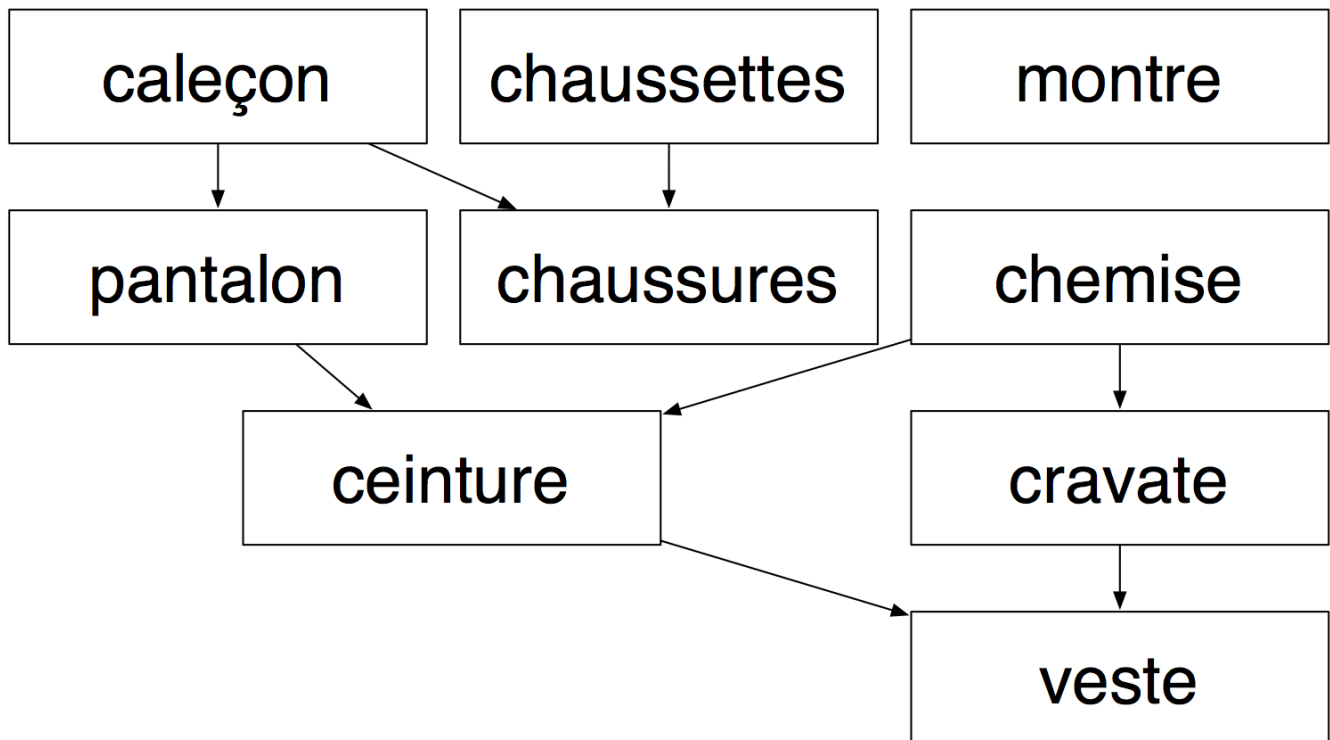 caleçon
chaussettes
montre
pantalon
chaussures
chemise
ceinture
cravate
veste